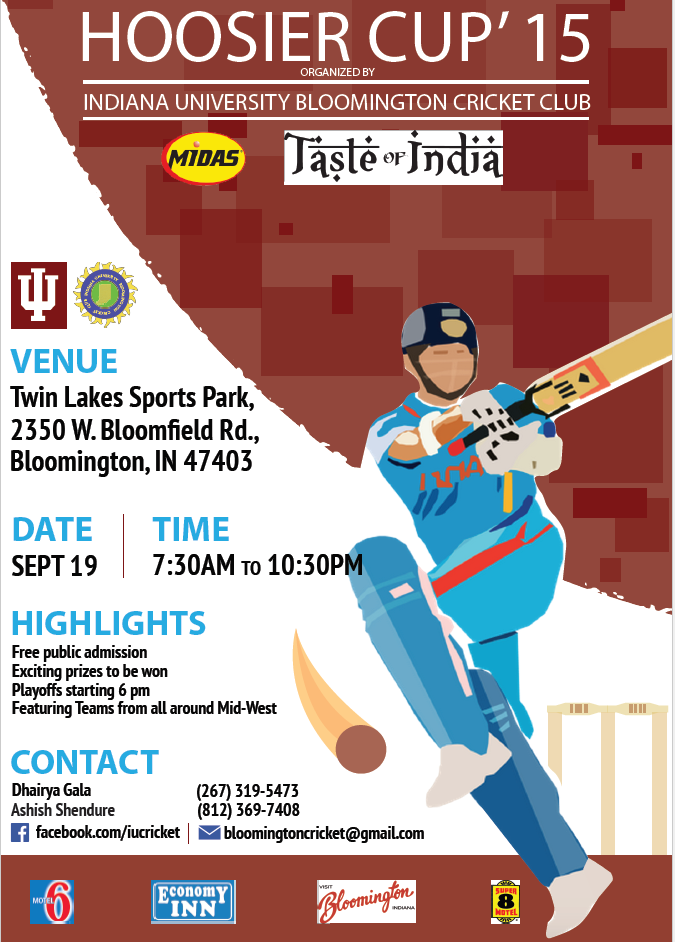 HOOSIER CUP' 15
ORGANIZED BY
INDIANA UNIVERSITY BLOOMINGTON CRICKET CLUB
MIDAS
Taste OF India
VENUE
Twin Lakes Sports Park,
2350 W. Bloomfield Rd.,
Bloomington, IN 47403
DATE
SEPT 19
TIME
7:30AM TO 10:30PM
HIGHLIGHTS
Free public admission
Exciting prizes to be won
Playoffs starting 6 pm
Featuring Teams from all around Mid-West
CONTACT
Dhairya Gala (267) 319-5473
Ashish Shendure (812) 369-7408
facebook.com/iucricket bloomingtoncricket@gmail.com
MOTEL 6
ECONOMY
INN
VISIT
Bloomington
INDIANA
SUPER
8
MOTEL